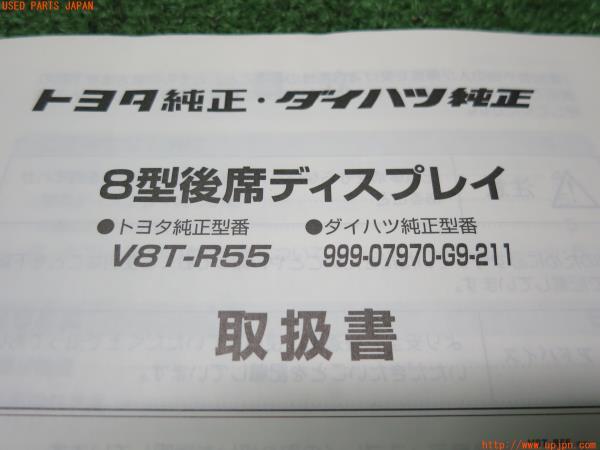 USED PARTS JAPAN
トヨタ純正・ダイハツ純正
8型後席ディスプレイ
●トヨタ純正型番 ●ダイハツ純正型番
V8T-R55 999-07970-G9-211
取扱書
http://www.upjpn.com/